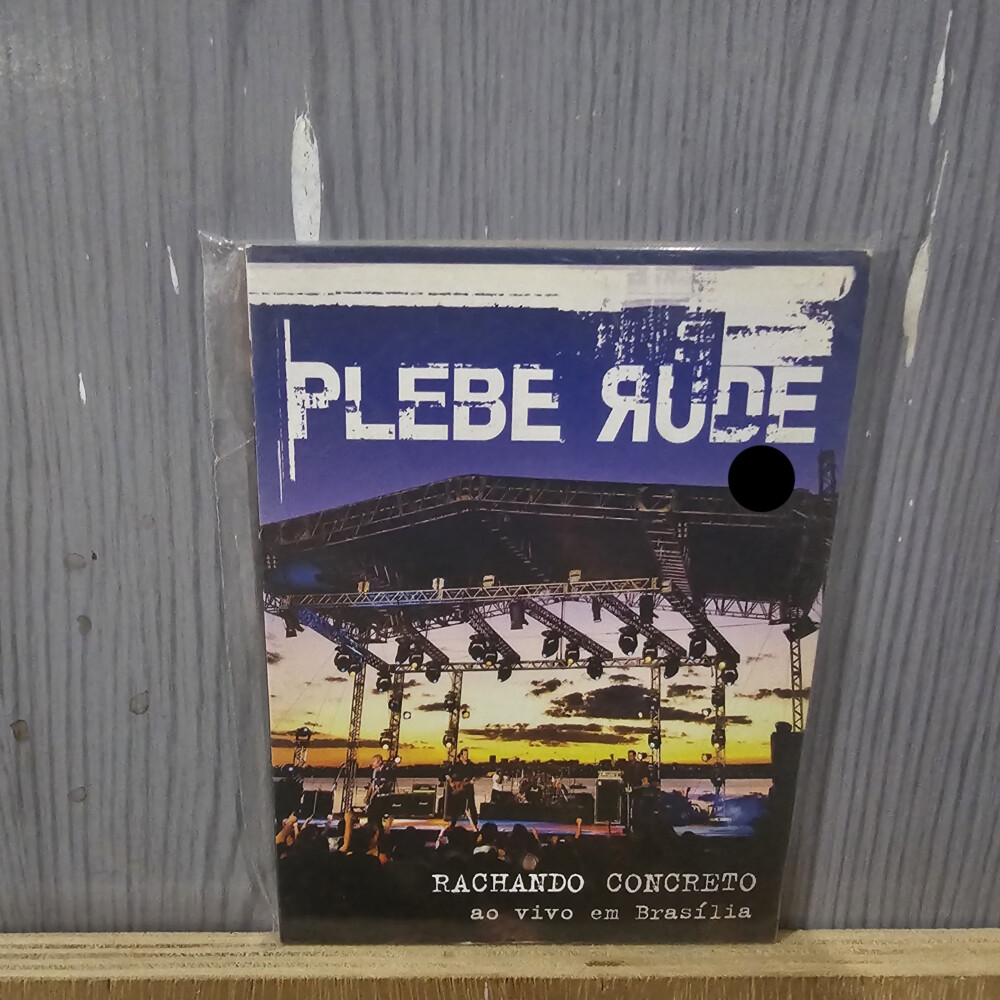 PLEBE RUDE
RACHANDO CONCRETO
ao vivo em Brasília